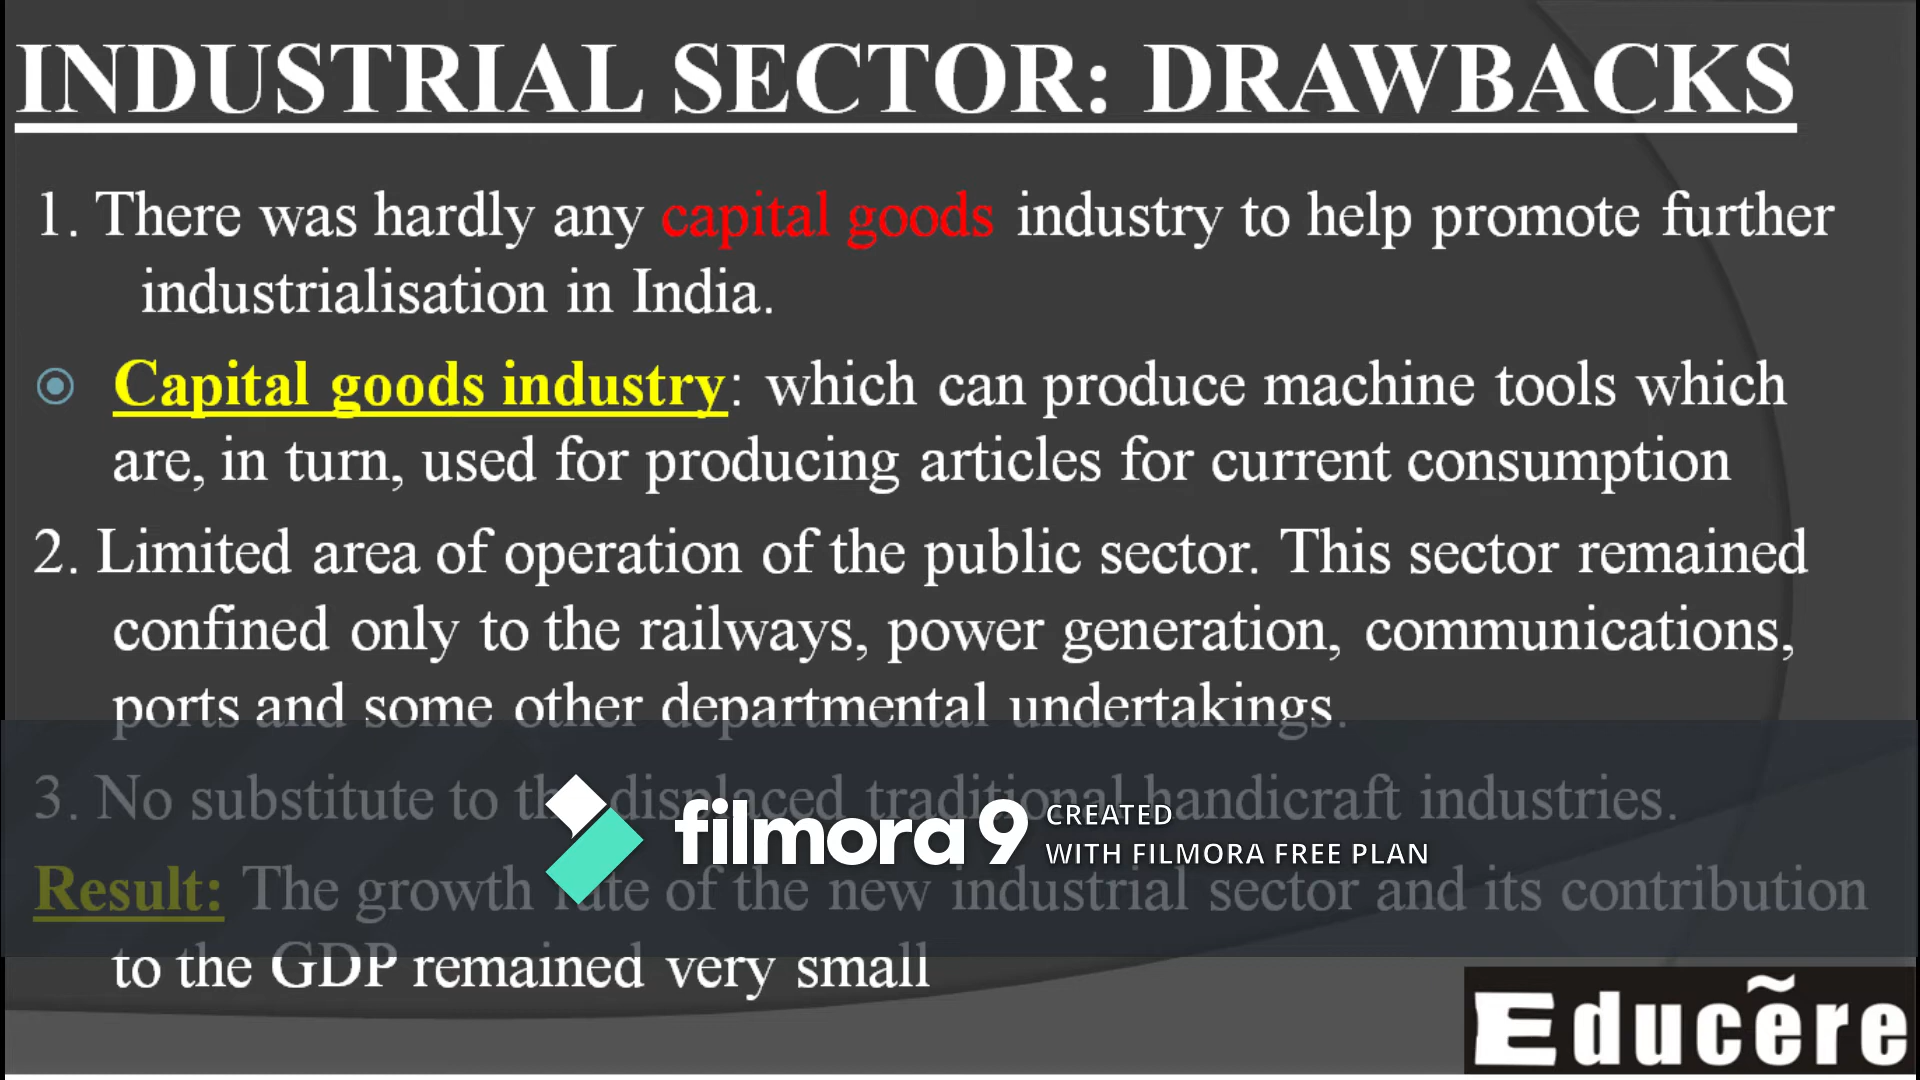 INDUSTRIAL SECTOR: DRAWBACKS
1. There was hardly any capital goods industry to help promote further
industrialisation in India.
Capital goods industry: which can produce machine tools which
are, in turn, used for producing articles for current consumption
2. Limited area of operation of the public sector. This sector remained
confined only to the railways, power generation, communications,
ports and some other departmental undertakings.
3. No substitute to the displaced traditional handicraft industries.
filmora 9 CREATED
WITH FILMORA FREE PLAN
Result: The growth rate of the new industrial sector and its contribution
to the GDP remained very small
Educẽre